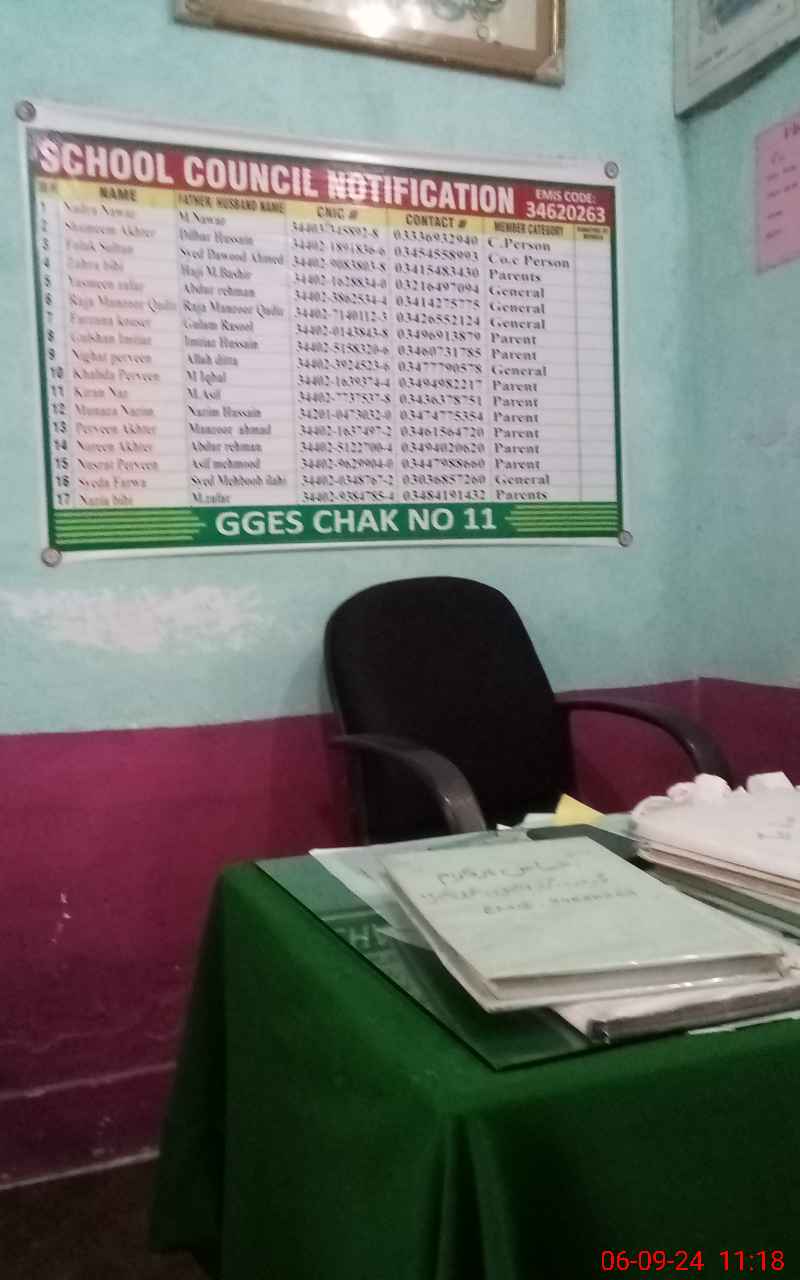 SCHOOL COUNCIL NOTIFICATION EMIS CODE: 34620263
NAME FATHER/ HUSBAND NAME CNIC # CONTACT # MEMBER CATEGORY
1 Nadra Nawaz M.Nawaz 03336932940 C.Person
2 Shameem Akhter Dilbar Hussain 34402-1891836-6 03454558993 Co.c Person
3 Falak Sultan Syed Dawood Ahmed 34402-9083803-8 03415483430 Parents
4 Zahra bibi Haji M.Bashir 34402-1628834-0 03216497094 General
5 Yasmeen zafar Abdur rehman 34402-3862534-4 03414275775 General
6 Raja Manzoor Qadir Raja Manzoor Qadir 34402-7140112-3 03426552124 General
7 Farzana kouser Gulam Rasool 34402-0143843-8 03496913879 Parent
8 Gulshan Imtiaz Imtiaz Hussain 34402-5158320-6 03460731785 Parent
9 Nighat perveen Allah ditta 34402-3924523-6 03477790578 General
10 Khalida Perveen M Iqbal 34402-1639374-4 03494982217 Parent
11 Kiran Naz M.Asif 34402-7737537-8 03436378751 Parent
12 Munaza Nazim Nazim Hussain 34201-0473032-0 03474775354 Parent
13 Perveen Akhter Manzoor ahmad 34402-1637497-2 03461564720 Parent
14 Noreen Akhter Abdur rehman 34402-5122700-4 03494020620 Parent
15 Nusrat Perveen Asif mehmood 34402-9629904-0 03447988660 Parent
16 Syeda Farwa Syed Mehboob ilahi 34402-0348767-2 03036857260 General
17 Nazia bibi M.zafar 34402-9384785-4 03484191432 Parents
GGES CHAK NO 11
06-09-24 11:18